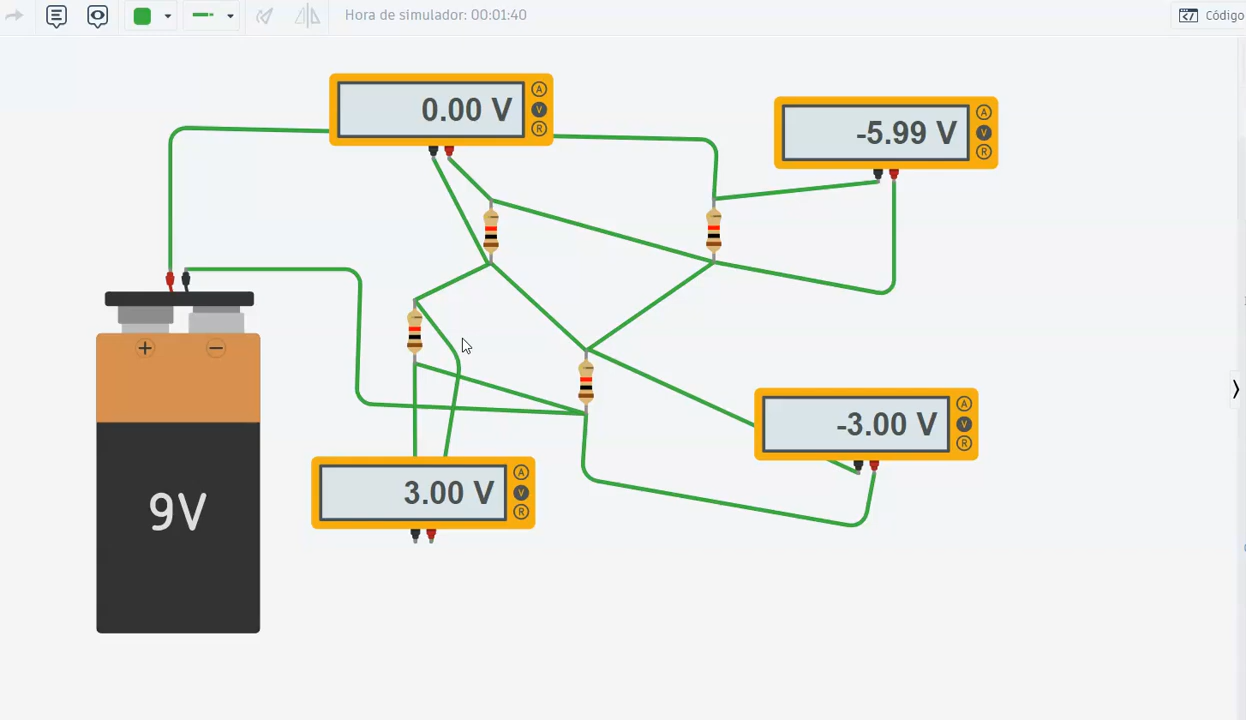 Hora de simulador: 00:01:40
Código
0.00 V
A
V
R
-5.99 V
A
V
R
+ −
9V
3.00 V
A
V
R
-3.00 V
A
V
R